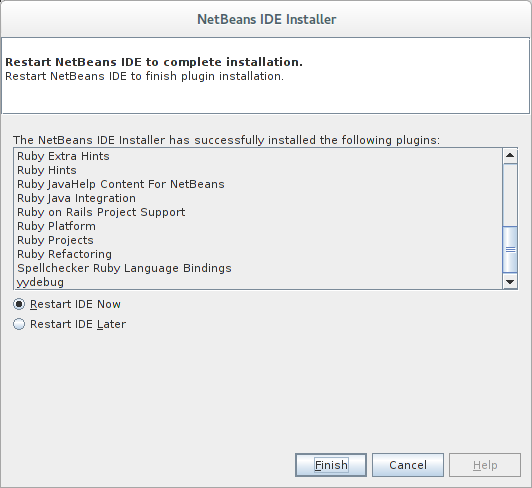 NetBeans IDE Installer
Restart NetBeans IDE to complete installation.
Restart NetBeans IDE to finish plugin installation.
The NetBeans IDE Installer has successfully installed the following plugins:
Ruby Extra Hints
Ruby Hints
Ruby JavaHelp Content For NetBeans
Ruby Java Integration
Ruby on Rails Project Support
Ruby Platform
Ruby Projects
Ruby Refactoring
Spellchecker Ruby Language Bindings
yydebug
Restart IDE Now
Restart IDE Later
Finish Cancel Help